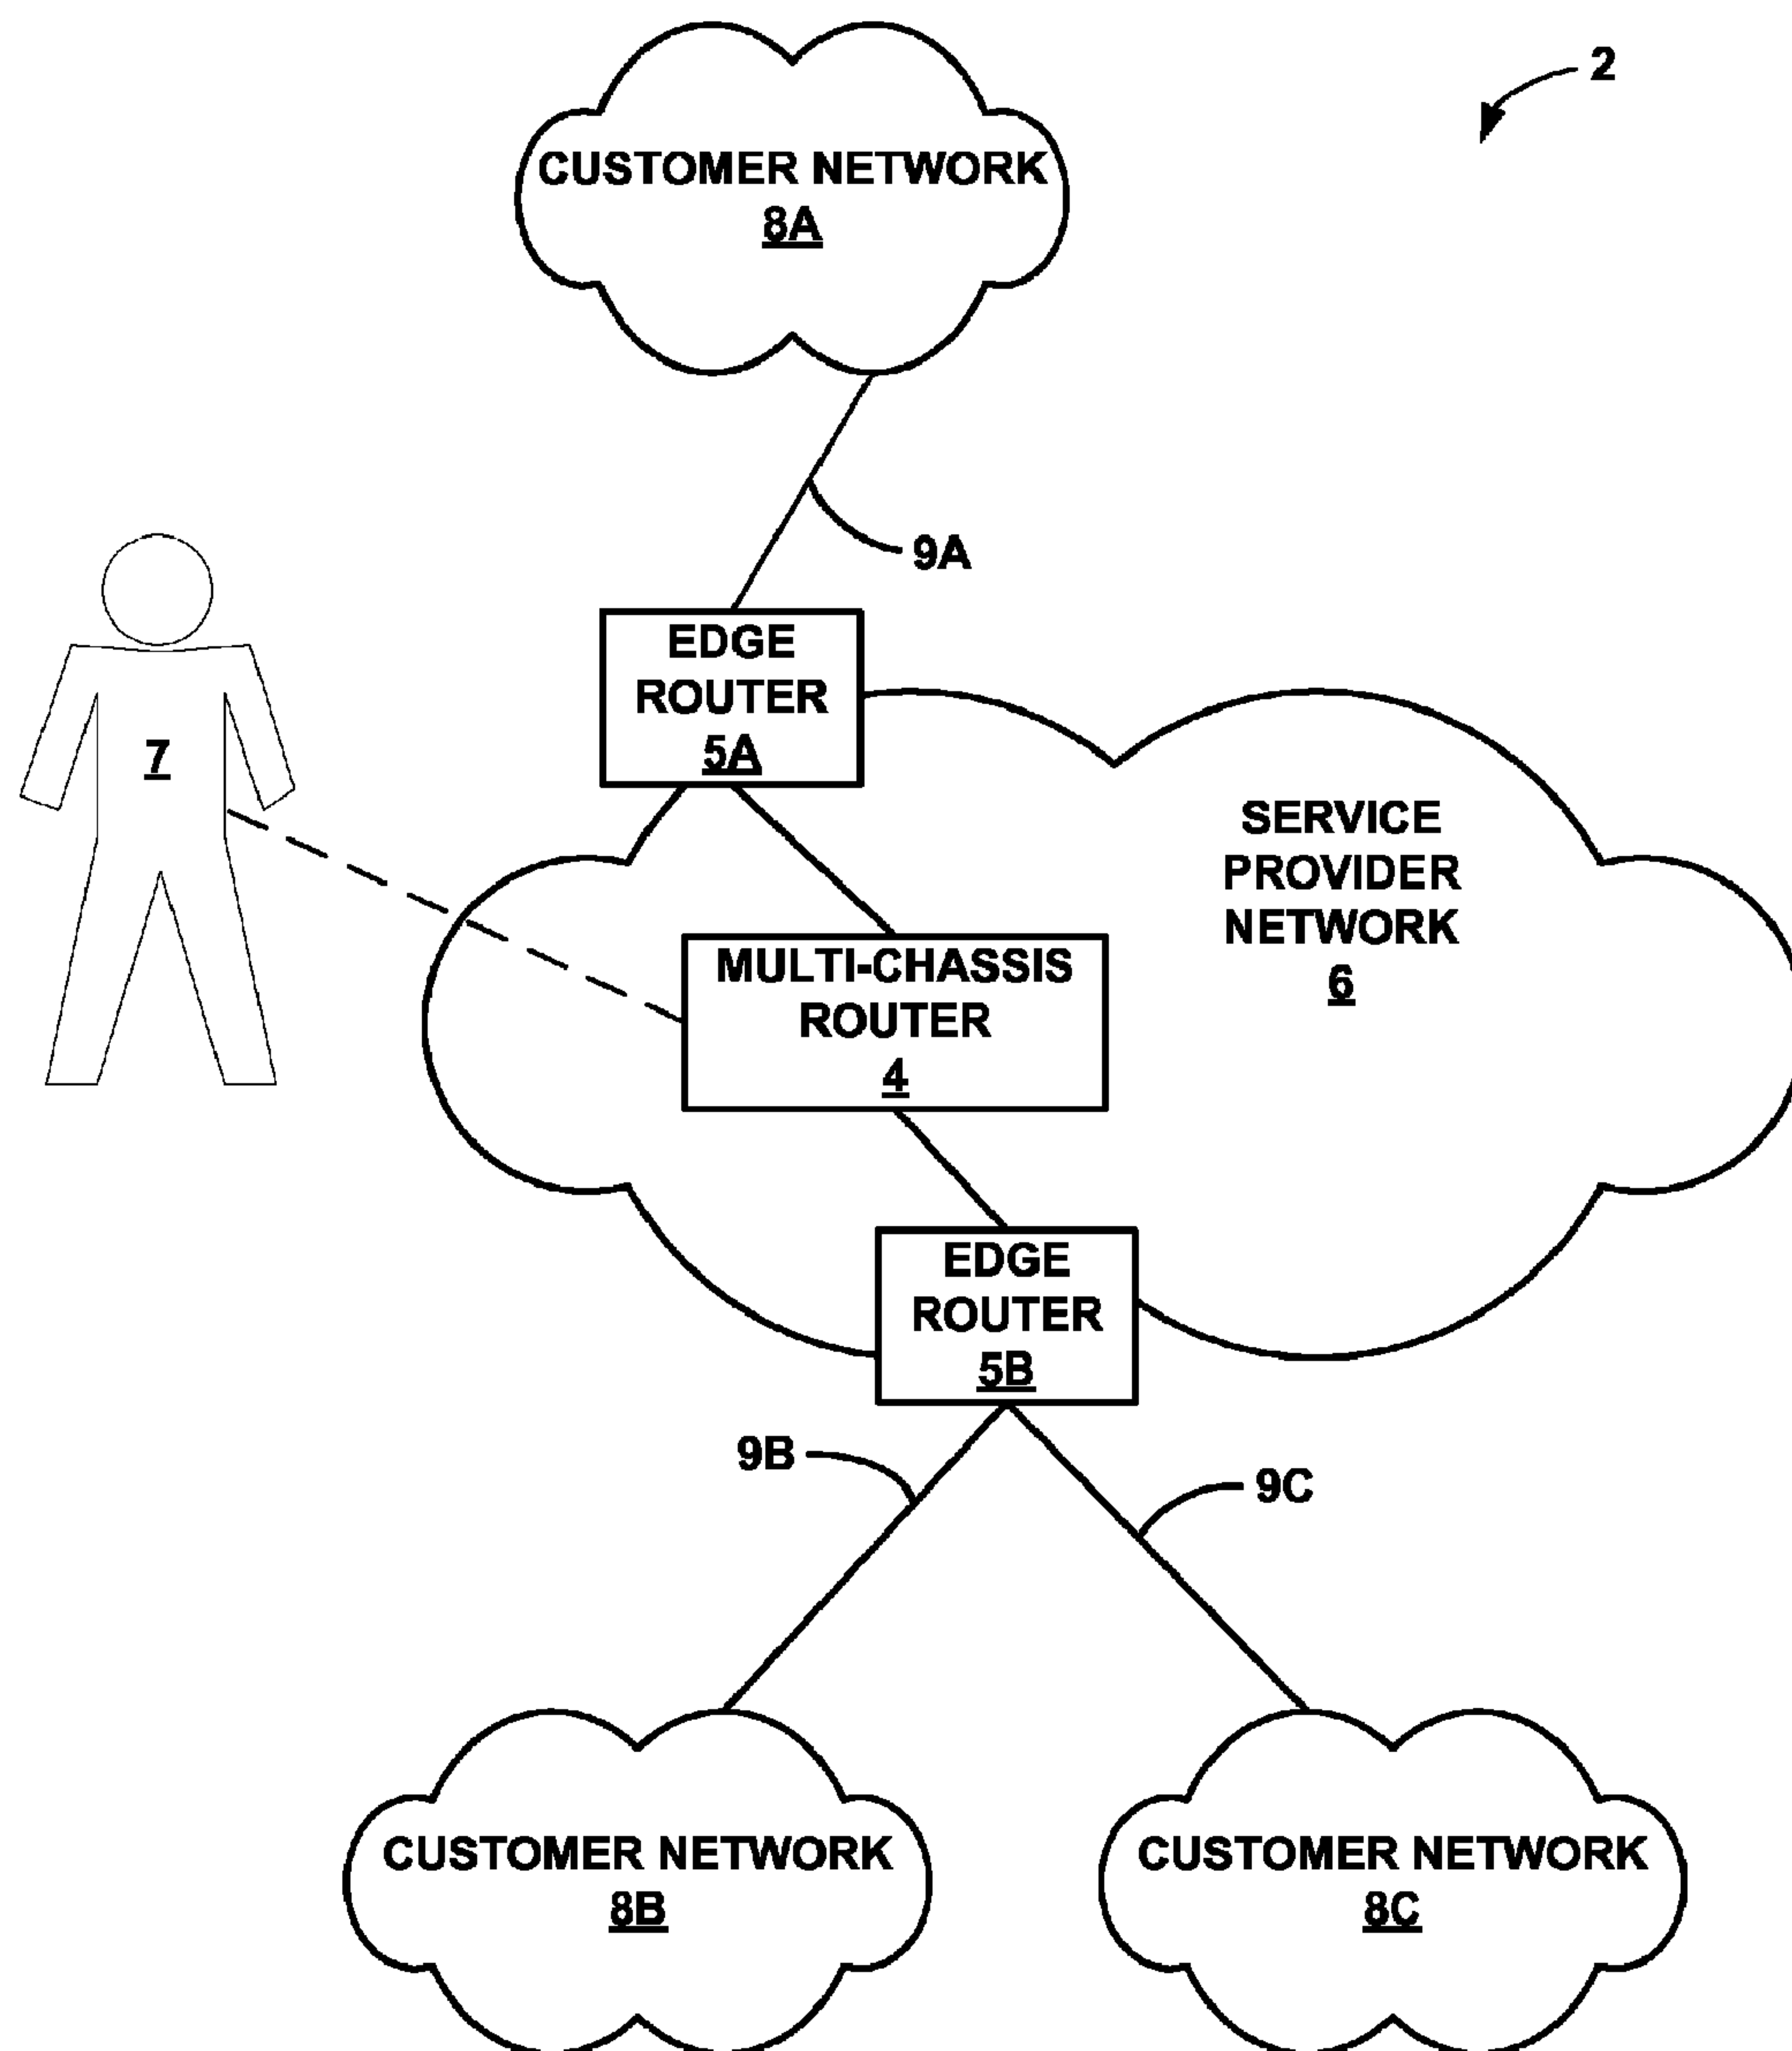 2
CUSTOMER NETWORK
8A
9A
EDGE
ROUTER
5A
7
SERVICE
PROVIDER
NETWORK
6
MULTI-CHASSIS
ROUTER
4
EDGE
ROUTER
5B
9B
9C
CUSTOMER NETWORK
8B
CUSTOMER NETWORK
8C